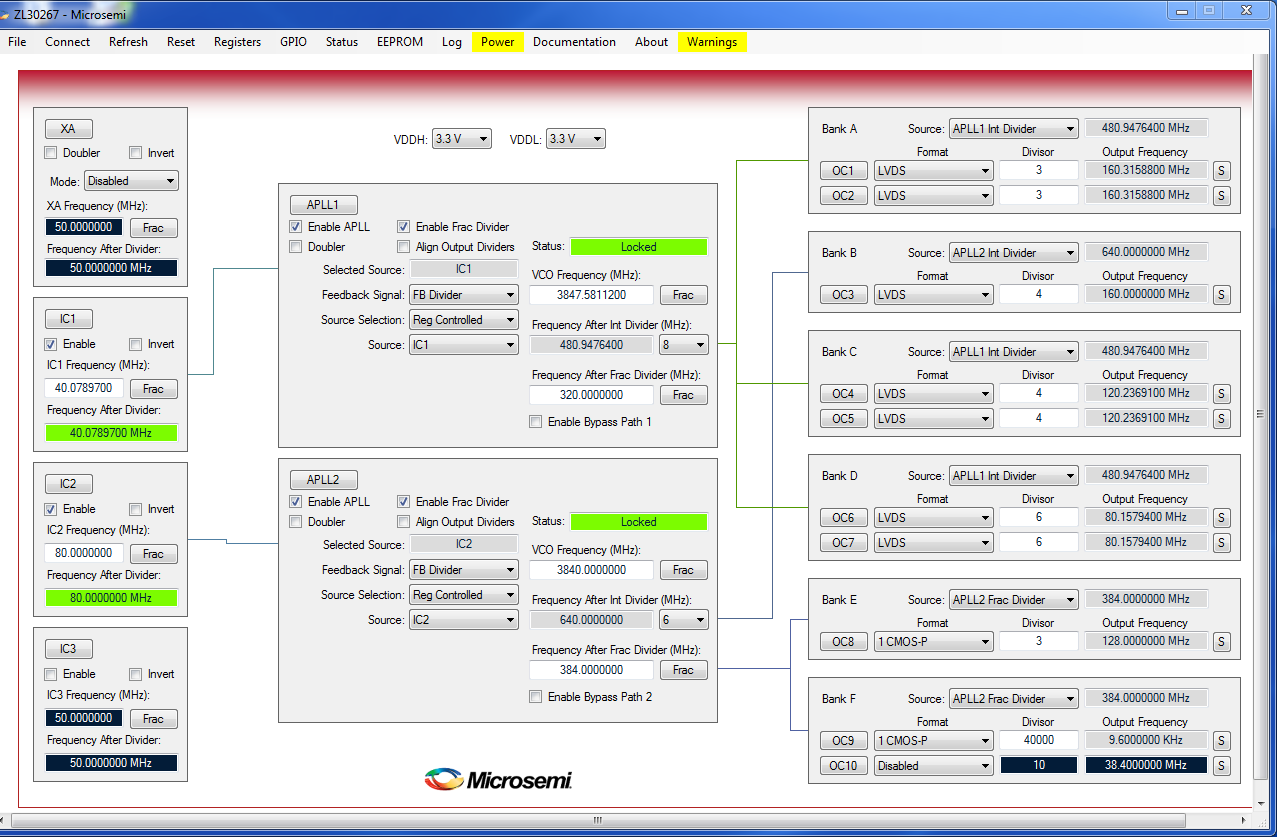 ZL30267 - Microsemi
File Connect Refresh Reset Registers GPIO Status EEPROM Log Power Documentation About Warnings
XA
Doubler Invert
Mode: Disabled
XA Frequency (MHz):
50.0000000 Frac
Frequency After Divider:
50.0000000 MHz
IC1
Enable Invert
IC1 Frequency (MHz):
40.0789700 Frac
Frequency After Divider:
40.0789700 MHz
IC2
Enable Invert
IC2 Frequency (MHz):
80.0000000 Frac
Frequency After Divider:
80.0000000 MHz
IC3
Enable Invert
IC3 Frequency (MHz):
50.0000000 Frac
Frequency After Divider:
50.0000000 MHz
VDDH: 3.3 V VDDL: 3.3 V
APLL1
Enable APLL Enable Frac Divider
Doubler Align Output Dividers Status: Locked
Selected Source: IC1 VCO Frequency (MHz):
Feedback Signal: FB Divider 3847.5811200 Frac
Source Selection: Reg Controlled Frequency After Int Divider (MHz):
Source: IC1 480.9476400 8
Frequency After Frac Divider (MHz):
320.0000000 Frac
Enable Bypass Path 1
APLL2
Enable APLL Enable Frac Divider
Doubler Align Output Dividers Status: Locked
Selected Source: IC2 VCO Frequency (MHz):
Feedback Signal: FB Divider 3840.0000000 Frac
Source Selection: Reg Controlled Frequency After Int Divider (MHz):
Source: IC2 640.0000000 6
Frequency After Frac Divider (MHz):
384.0000000 Frac
Enable Bypass Path 2
Microsemi
Bank A Source: APLL1 Int Divider 480.9476400 MHz
Format Divisor Output Frequency
OC1 LVDS 3 160.3158800 MHz S
OC2 LVDS 3 160.3158800 MHz S
Bank B Source: APLL2 Int Divider 640.0000000 MHz
Format Divisor Output Frequency
OC3 LVDS 4 160.0000000 MHz S
Bank C Source: APLL1 Int Divider 480.9476400 MHz
Format Divisor Output Frequency
OC4 LVDS 4 120.2369100 MHz S
OC5 LVDS 4 120.2369100 MHz S
Bank D Source: APLL1 Int Divider 480.9476400 MHz
Format Divisor Output Frequency
OC6 LVDS 6 80.1579400 MHz S
OC7 LVDS 6 80.1579400 MHz S
Bank E Source: APLL2 Frac Divider 384.0000000 MHz
Format Divisor Output Frequency
OC8 1 CMOS-P 3 128.0000000 MHz S
Bank F Source: APLL2 Frac Divider 384.0000000 MHz
Format Divisor Output Frequency
OC9 1 CMOS-P 40000 9.6000000 KHz S
OC10 Disabled 10 38.4000000 MHz S